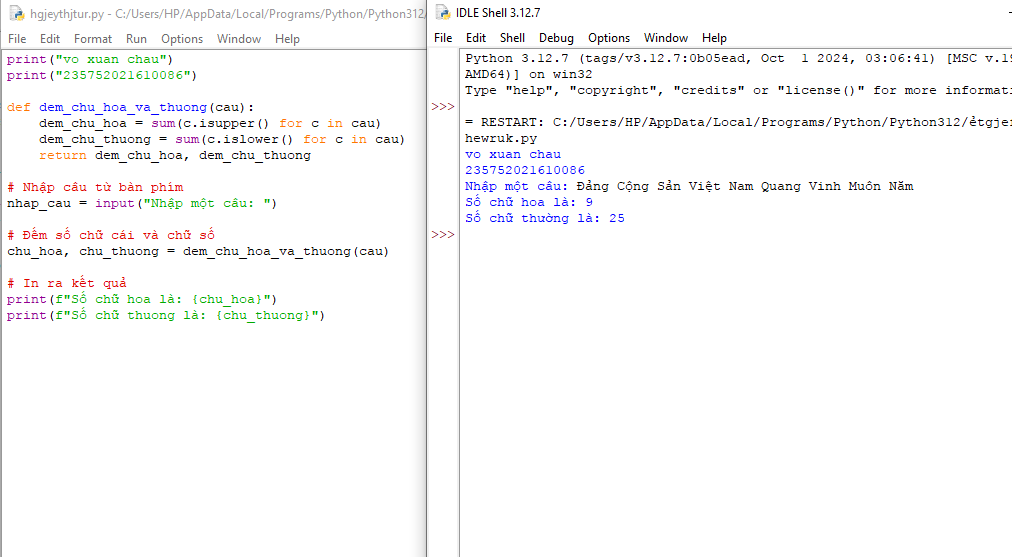 hgjeythjtur.py - C:/Users/HP/AppData/Local/Programs/Python/Python312/
File Edit Format Run Options Window Help
print("vo xuan chau")
print("235752021610086")
def dem_chu_hoa_va_thuong(cau):
dem_chu_hoa = sum(c.isupper() for c in cau)
dem_chu_thuong = sum(c.islower() for c in cau)
return dem_chu_hoa, dem_chu_thuong
# Nhập câu từ bàn phím
nhap_cau = input("Nhập một câu: ")
# Đếm số chữ cái và chữ số
chu_hoa, chu_thuong = dem_chu_hoa_va_thuong(cau)
# In ra kết quả
print(f"Số chữ hoa là: {chu_hoa}")
print(f"Số chữ thuong là: {chu_thuong}")
IDLE Shell 3.12.7
File Edit Shell Debug Options Window Help
Python 3.12.7 (tags/v3.12.7:0b05ead, Oct 1 2024, 03:06:41) [MSC v.19
AMD64)] on win32
Type "help", "copyright", "credits" or "license()" for more informati
>>>
= RESTART: C:/Users/HP/AppData/Local/Programs/Python/Python312/êtgjer
hewruk.py
vo xuan chau
235752021610086
Nhập một câu: Đảng Cộng Sản Việt Nam Quang Vinh Muôn Năm
Số chữ hoa là: 9
Số chữ thường là: 25
>>>